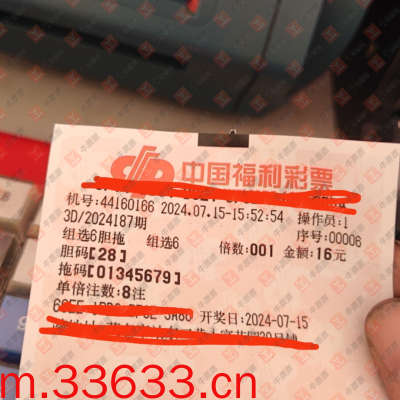 中国福利彩票
机号:44160166 2024.07.15-15:52:54 操作员:1
3D/2024187期 序号:00006
组选6胆拖 组选6 倍数:001 金额:16元
胆码[28]
拖码[01345679]
单倍注数:8注
开奖日:2024-07-15
m.33633.cn